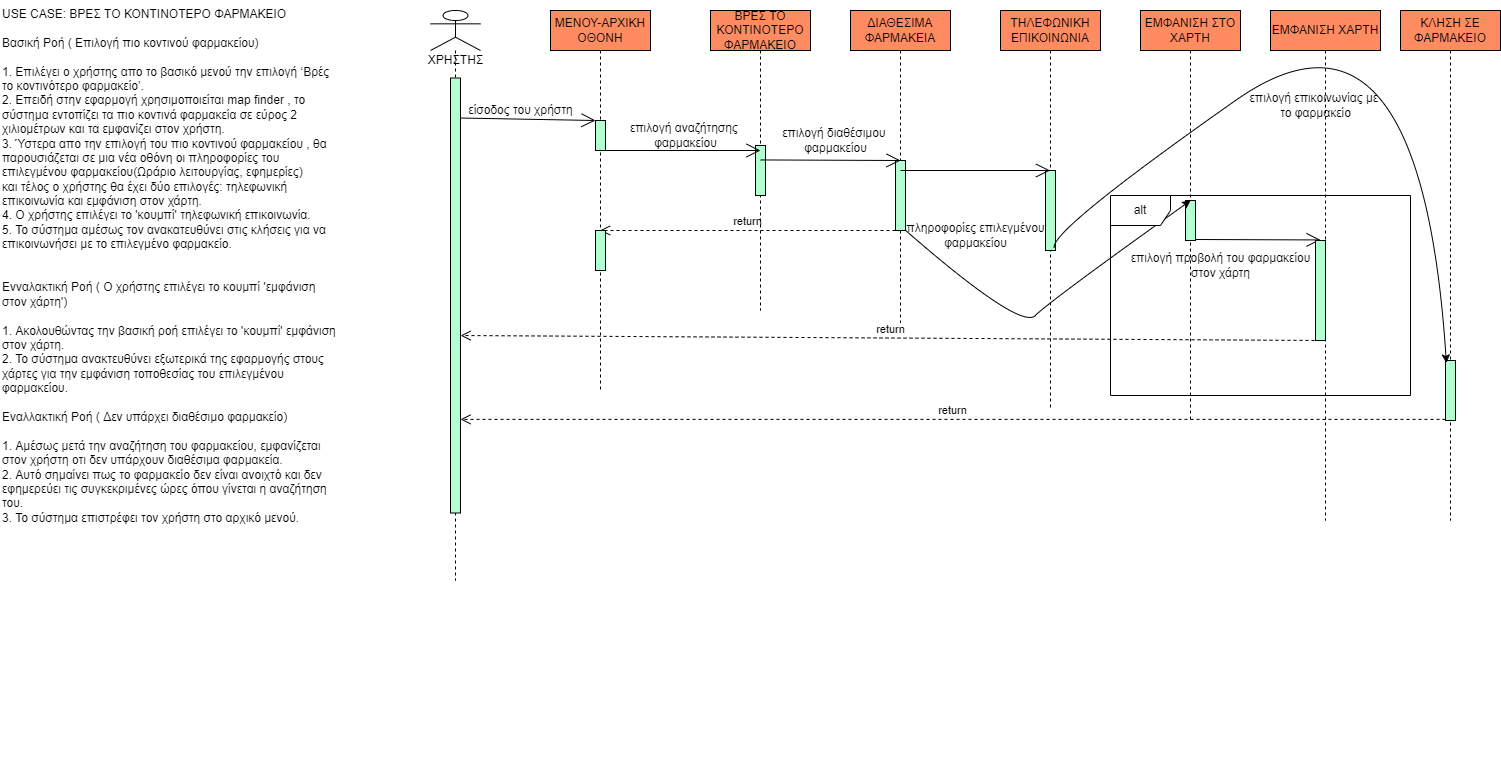 USE CASE: ΒΡΕΣ ΤΟ ΚΟΝΤΙΝΟΤΕΡΟ ΦΑΡΜΑΚΕΙΟ
Βασική Ροή ( Επιλογή πιο κοντινού φαρμακείου)
1. Επιλέγει ο χρήστης απο το βασικό μενού την επιλογή ‘Βρές
το κοντινότερο φαρμακείο’.
2. Επειδή στην εφαρμογή χρησιμοποιείται map finder , το
σύστημα εντοπίζει τα πιο κοντινά φαρμακεία σε εύρος 2
χιλιομέτρων και τα εμφανίζει στον χρήστη.
3. Ύστερα απο την επιλογή του πιο κοντινού φαρμακείου , θα
παρουσιάζεται σε μια νέα οθόνη οι πληροφορίες του
επιλεγμένου φαρμακείου(Ωράριο λειτουργίας, εφημερίες)
και τέλος ο χρήστης θα έχει δύο επιλογές: τηλεφωνική
επικοινωνία και εμφάνιση στον χάρτη.
4. Ο χρήστης επιλέγει το 'κουμπί' τηλεφωνική επικοινωνία.
5. Το σύστημα αμέσως τον ανακατευθύνει στις κλήσεις για να
επικοινωνήσει με το επιλεγμένο φαρμακείο.
Ενναλακτική Ροή ( Ο χρήστης επιλέγει το κουμπί 'εμφάνιση
στον χάρτη')
1. Ακολουθώντας την βασική ροή επιλέγει το 'κουμπί' εμφάνιση
στον χάρτη.
2. Το σύστημα ανακτευθύνει εξωτερικά της εφαρμογής στους
χάρτες για την εμφάνιση τοποθεσίας του επιλεγμένου
φαρμακείου.
Εναλλακτική Ροή ( Δεν υπάρχει διαθέσιμο φαρμακείο)
1. Αμέσως μετά την αναζήτηση του φαρμακείου, εμφανίζεται
στον χρήστη οτι δεν υπάρχουν διαθέσιμα φαρμακεία.
2. Αυτό σημαίνει πως το φαρμακείο δεν είναι ανοιχτό και δεν
εφημερεύει τις συγκεκριμένες ώρες όπου γίνεται η αναζήτηση
του.
3. Το σύστημα επιστρέφει τον χρήστη στο αρχικό μενού.
ΧΡΗΣΤΗΣ
ΜΕΝΟΥ-ΑΡΧΙΚΗ
ΟΘΟΝΗ
ΒΡΕΣ ΤΟ
ΚΟΝΤΙΝΟΤΕΡΟ
ΦΑΡΜΑΚΕΙΟ
ΔΙΑΘΕΣΙΜΑ
ΦΑΡΜΑΚΕΙΑ
ΤΗΛΕΦΩΝΙΚΗ
ΕΠΙΚΟΙΝΩΝΙΑ
ΕΜΦΑΝΙΣΗ ΣΤΟ
ΧΑΡΤΗ
ΕΜΦΑΝΙΣΗ ΧΑΡΤΗ
ΚΛΗΣΗ ΣΕ
ΦΑΡΜΑΚΕΙΟ
είσοδος του χρήστη
επιλογή αναζήτησης
φαρμακείου
επιλογή διαθέσιμου
φαρμακείου
επιλογή επικοινωνίας με
το φαρμακείο
alt
return
πληροφορίες επιλεγμένου
φαρμακείου
επιλογή προβολή του φαρμακείου
στον χάρτη
return
return